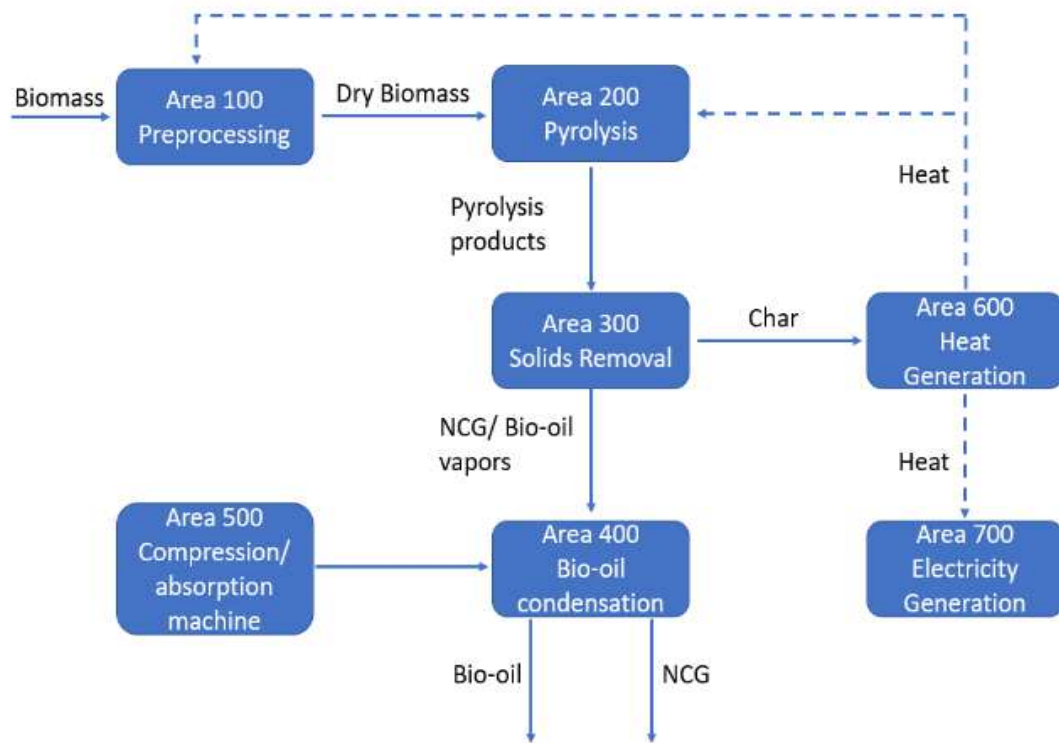 Biomass
Area 100
Preprocessing
Dry Biomass
Area 200
Pyrolysis
Heat
Pyrolysis
products
Area 300
Solids Removal
Char
Area 600
Heat
Generation
NCG/ Bio-oil
vapors
Heat
Area 500
Compression/
absorption
machine
Area 400
Bio-oil
condensation
Area 700
Electricity
Generation
Bio-oil
NCG